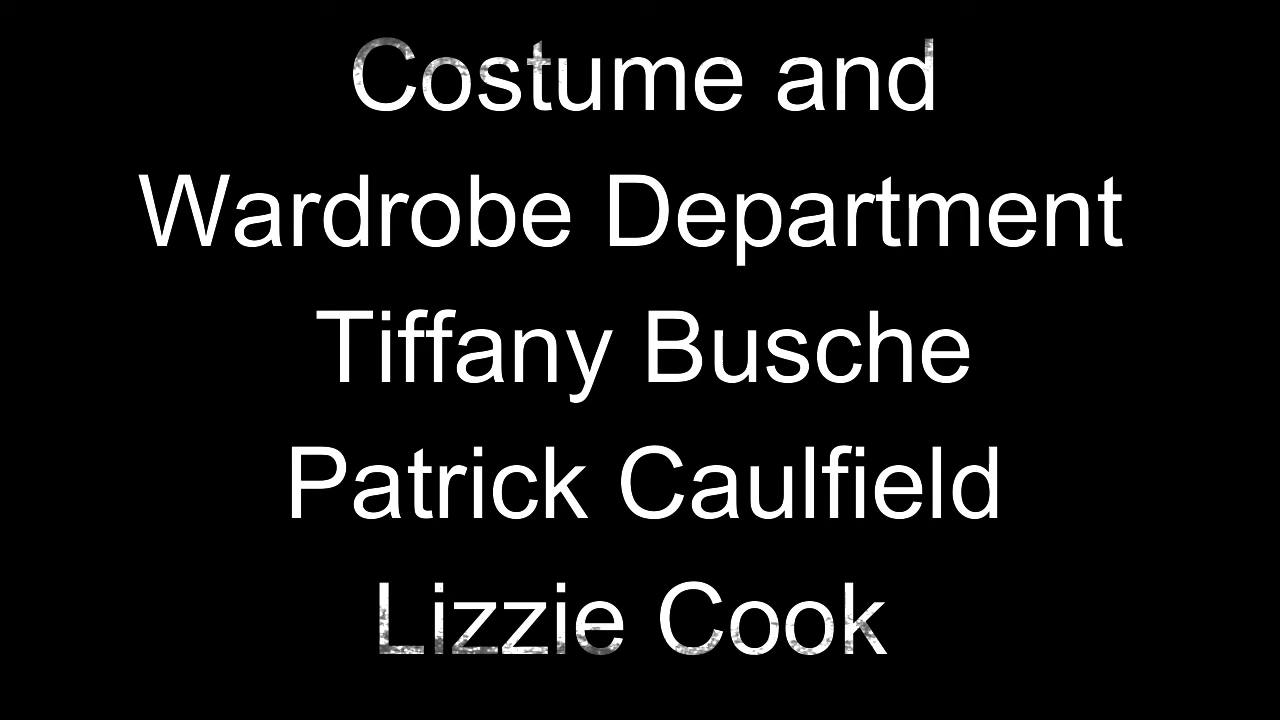 Costume and
Wardrobe Department
Tiffany Busche
Patrick Caulfield
Lizzie Cook